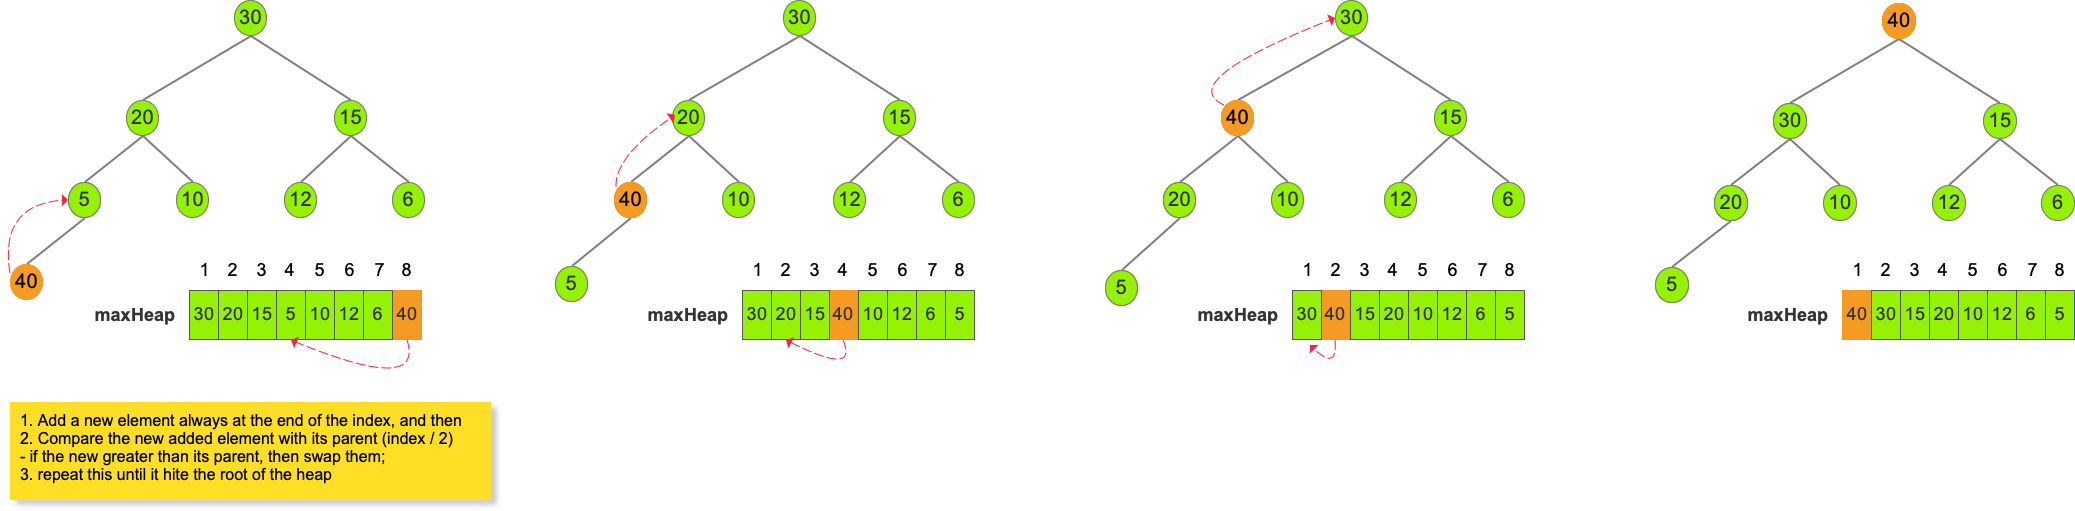 30
30
30
40
20
15
20
15
40
15
30
15
5
10
12
6
40
10
12
6
20
10
12
6
20
10
12
6
40
5
5
5
1 2 3 4 5 6 7 8
1 2 3 4 5 6 7 8
1 2 3 4 5 6 7 8
1 2 3 4 5 6 7 8
maxHeap 30 20 15 5 10 12 6 40
maxHeap 30 20 15 40 10 12 6 5
maxHeap 30 40 15 20 10 12 6 5
maxHeap 40 30 15 20 10 12 6 5
1. Add a new element always at the end of the index, and then
2. Compare the new added element with its parent (index / 2)
- if the new greater than its parent, then swap them;
3. repeat this until it hite the root of the heap